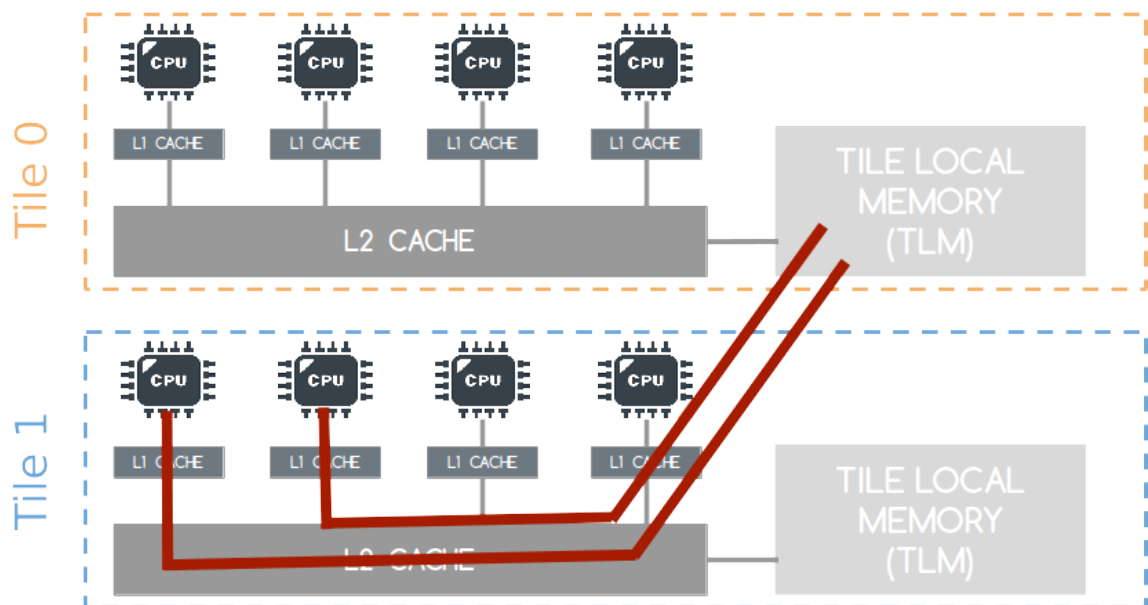 Tile 0
CPU
CPU
CPU
CPU
L1 CACHE
L1 CACHE
L1 CACHE
L1 CACHE
TILE LOCAL
MEMORY
(TLM)
L2 CACHE
Tile 1
CPU
CPU
CPU
CPU
L1 CACHE
L1 CACHE
L1 CACHE
L1 CACHE
TILE LOCAL
MEMORY
(TLM)
L2 CACHE